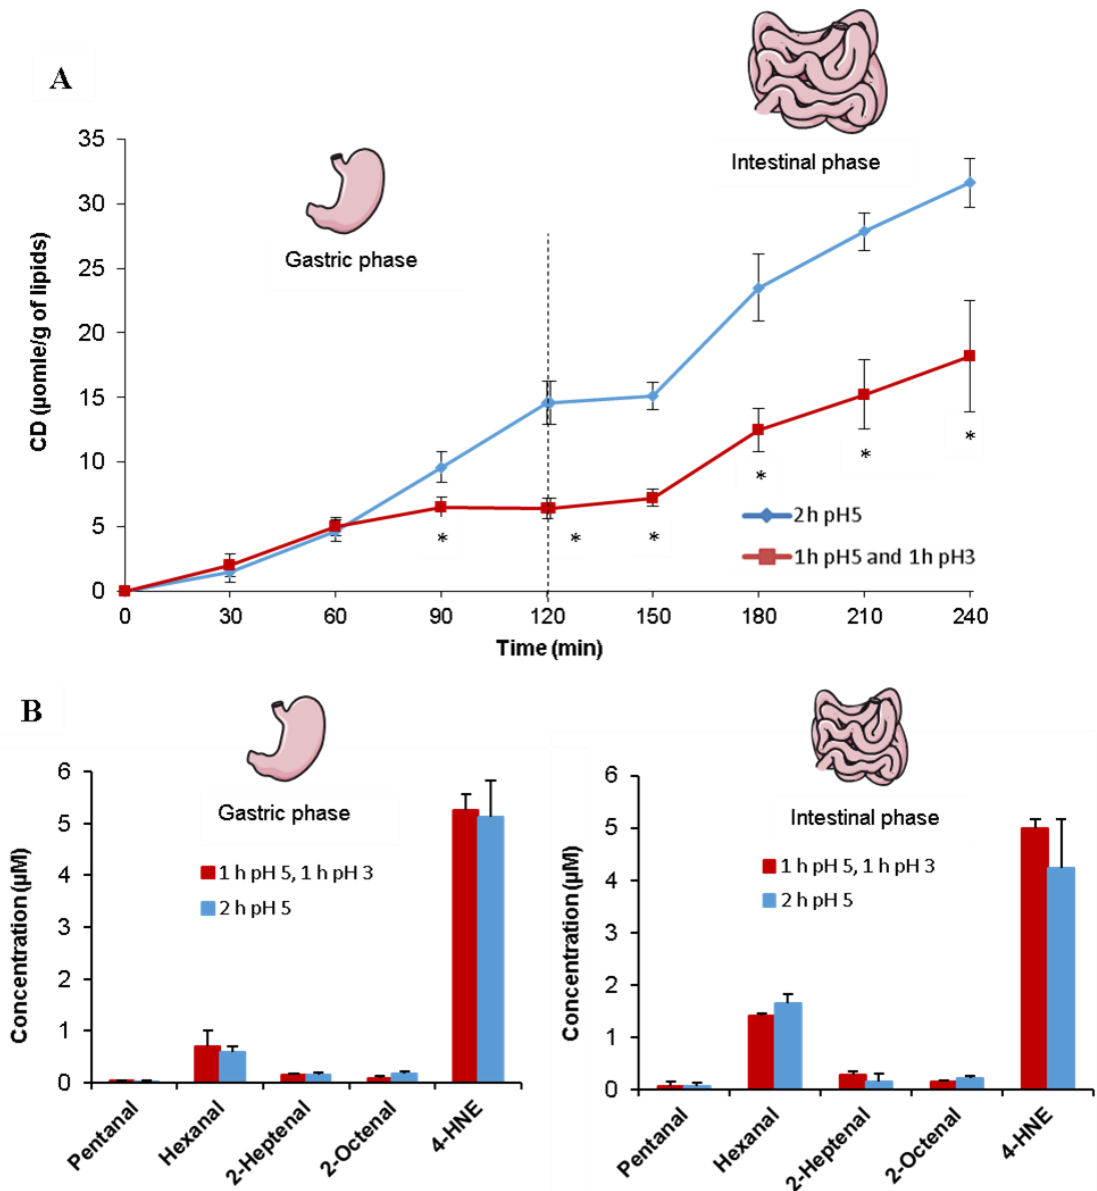 A
Intestinal phase
Gastric phase
CD (µomle/g of lipids)
35
30
25
20
15
10
5
0
*
*
*
*
*
*
2h pH5
1h pH5 and 1h pH3
0 30 60 90 120 150 180 210 240
Time (min)
B
Gastric phase
1 h pH 5, 1 h pH 3
2 h pH 5
Concentration (µM)
6
5
4
3
2
1
0
Pentanal
Hexanal
2-Heptenal
2-Octenal
4-HNE
Intestinal phase
1 h pH 5, 1 h pH 3
2 h pH 5
Concentration (µM)
6
5
4
3
2
1
0
Pentanal
Hexanal
2-Heptenal
2-Octenal
4-HNE